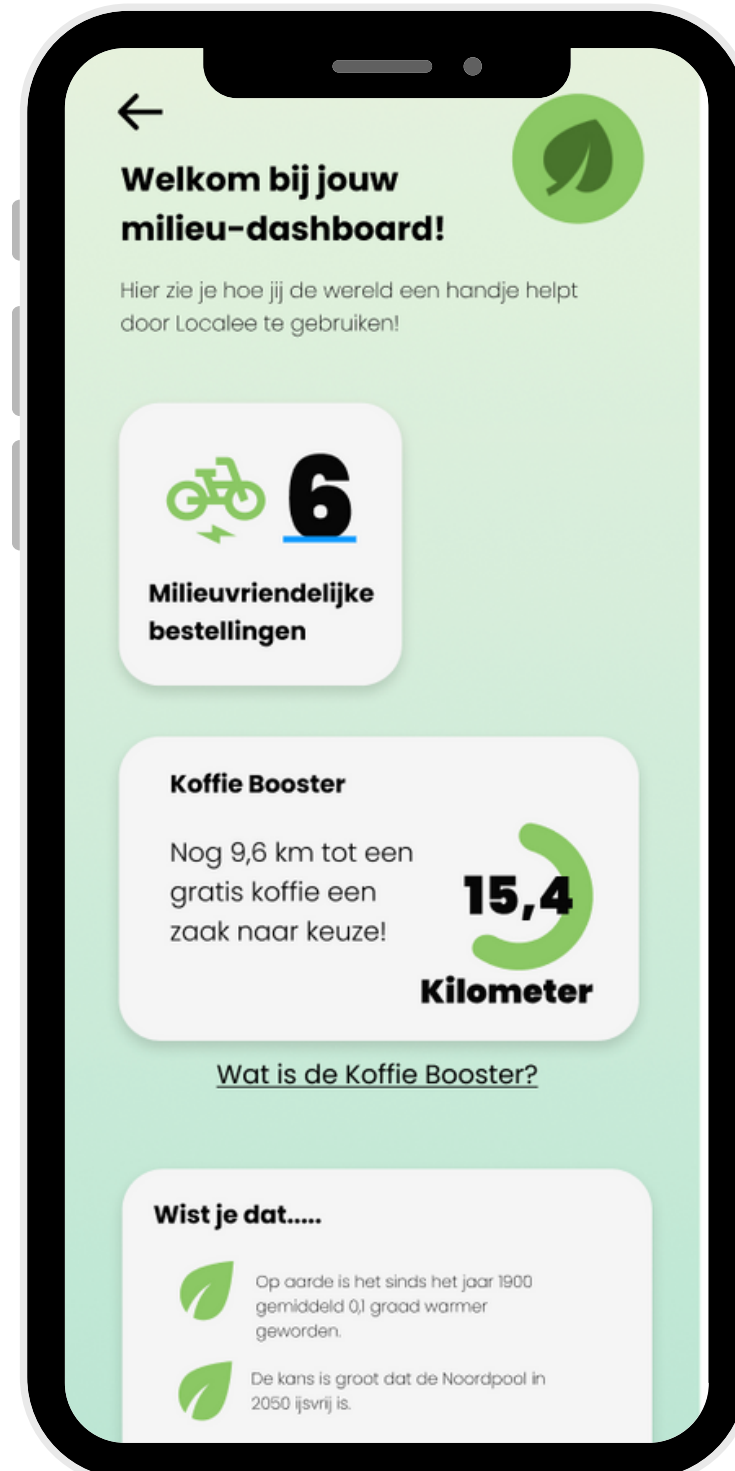 Welkom bij jouw
milieu-dashboard!
Hier zie je hoe jij de wereld een handje helpt
door Localee te gebruiken!
6
Milieuvriendelijke
bestellingen
Koffie Booster
Nog 9,6 km tot een
gratis koffie een
zaak naar keuze!
15,4
Kilometer
Wat is de Koffie Booster?
Wist je dat.....
Op aarde is het sinds het jaar 1900
gemiddeld 0,1 graad warmer
geworden.
De kans is groot dat de Noordpool in
2050 ijsvrij is.